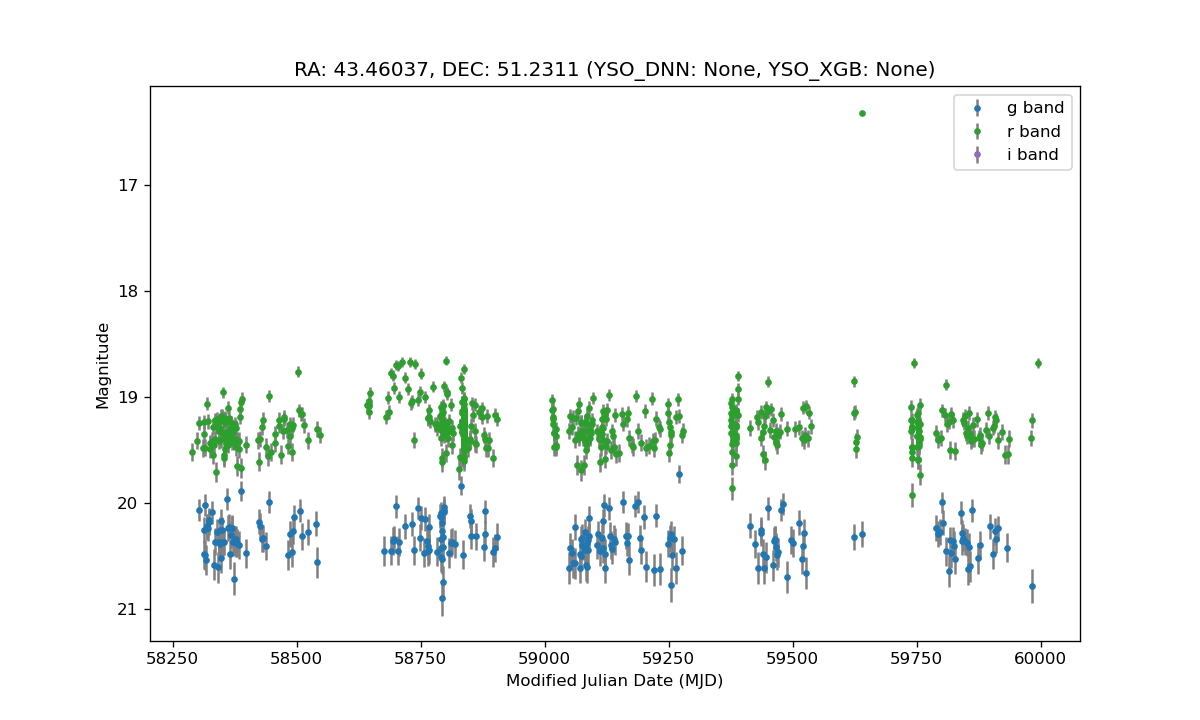 RA: 43.46037, DEC: 51.2311 (YSO_DNN: None, YSO_XGB: None)
g band
r band
i band
17
18
19
20
21
Magnitude
58250
58500
58750
59000
59250
59500
59750
60000
Modified Julian Date (MJD)